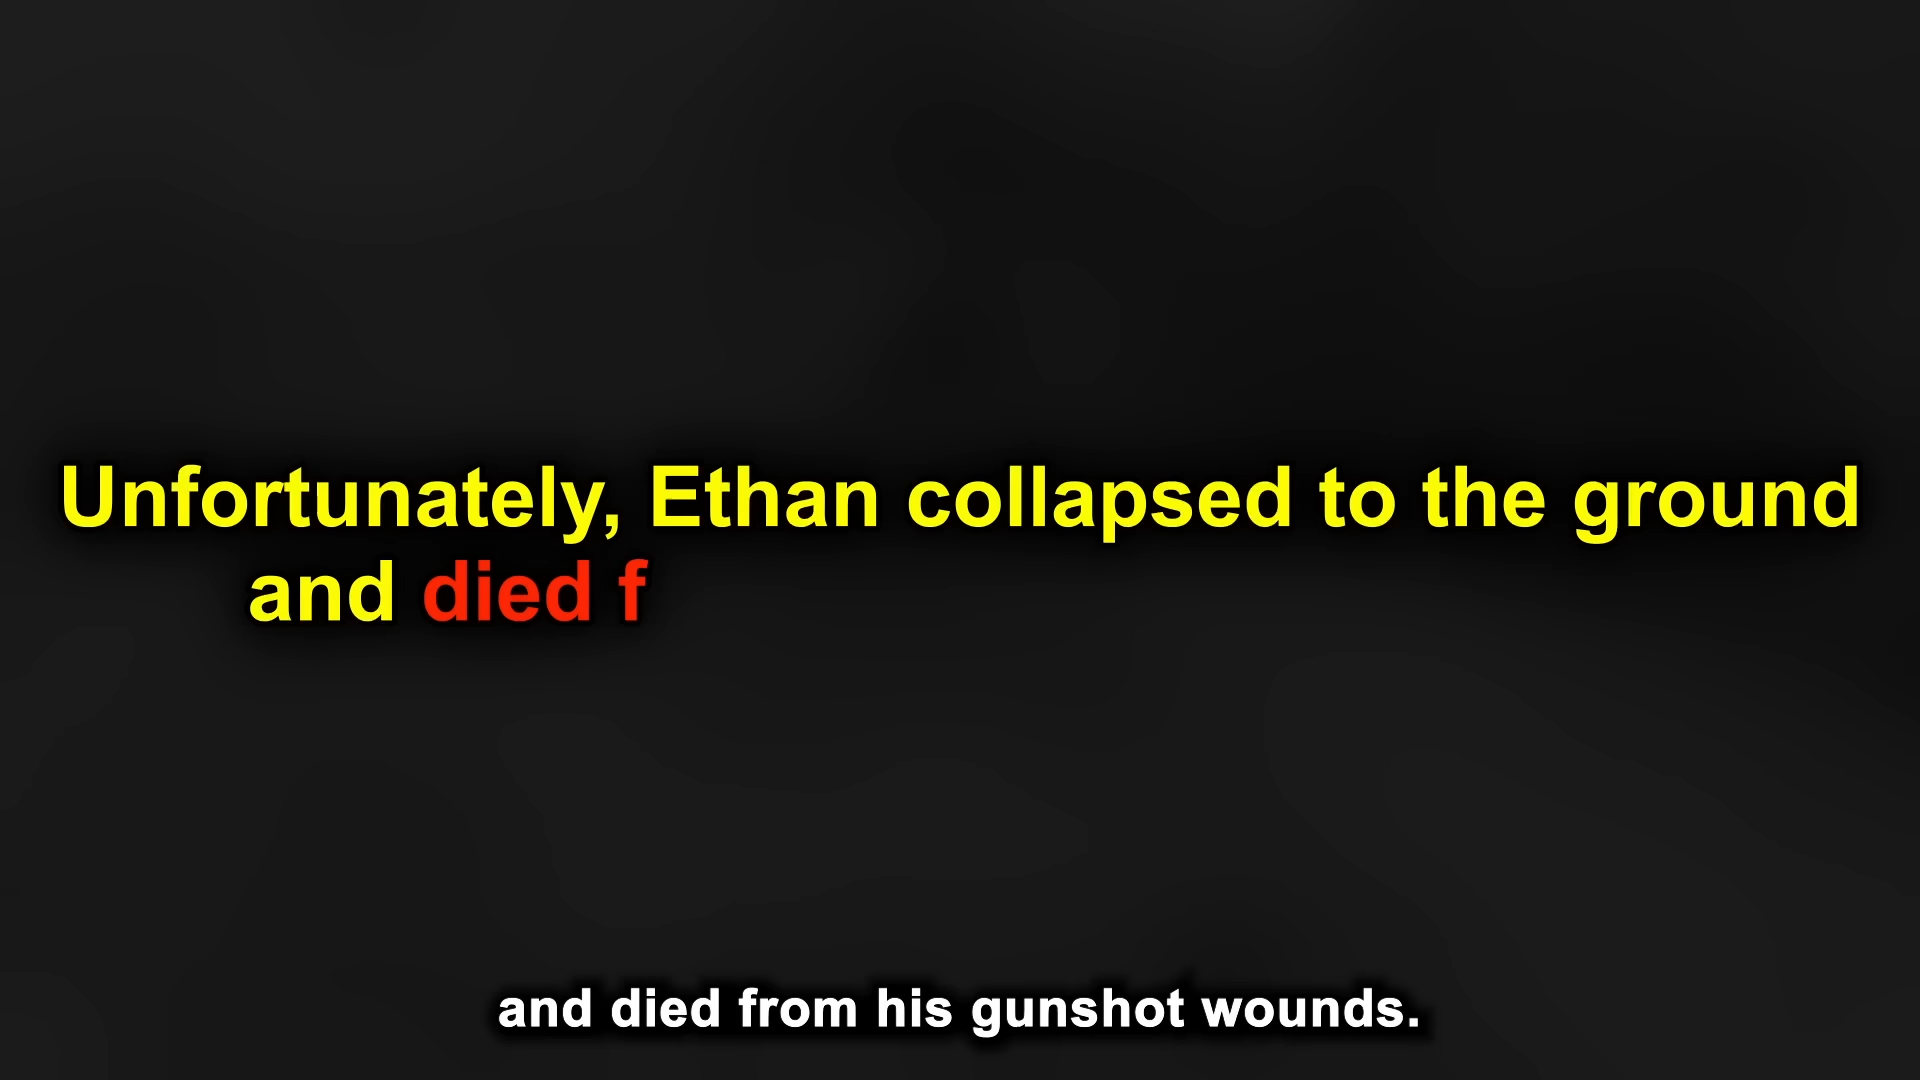 Unfortunately, Ethan collapsed to the ground
and died f
and died from his gunshot wounds.